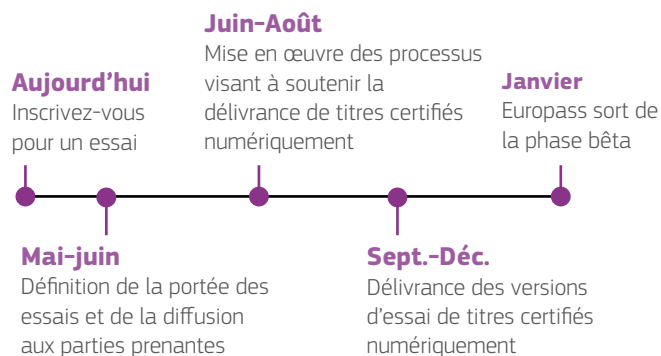 Aujourd'hui
Inscrivez-vous
pour un essai
Mai-juin
Définition de la portée des
essais et de la diffusion
aux parties prenantes
Juin-Août
Mise en œuvre des processus
visant à soutenir la
délivrance de titres certifiés
numériquement
Sept.-Déc.
Délivrance des versions
d'essai de titres certifiés
numériquement
Janvier
Europass sort de
la phase bêta